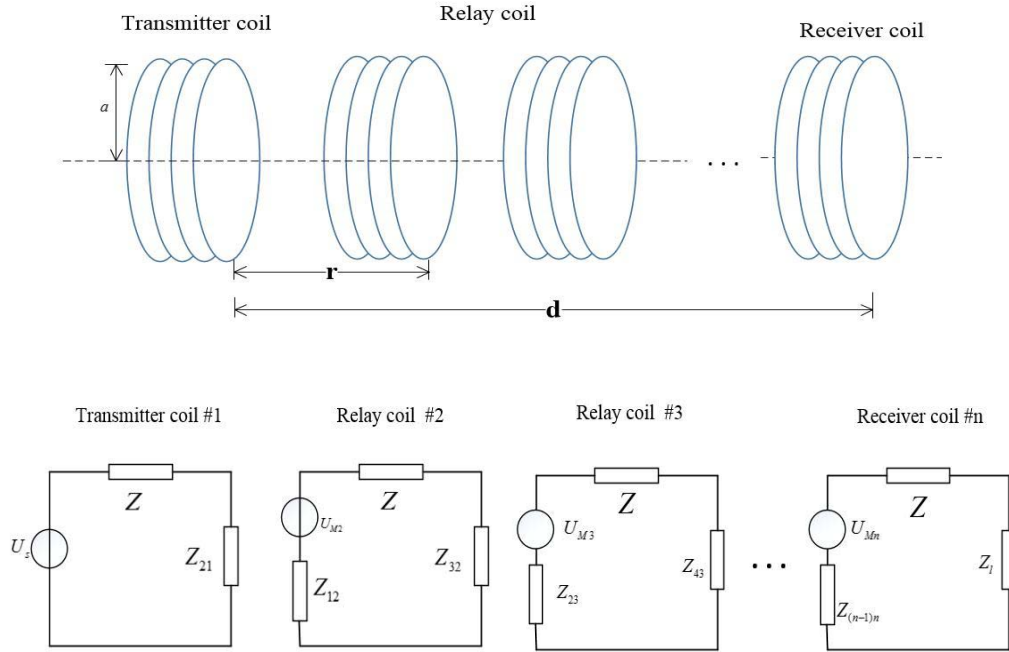 Transmitter coil
Relay coil
Receiver coil
a
...
r
d
Transmitter coil #1
Relay coil #2
Relay coil #3
Receiver coil #n
U_s
Z
Z_21
U_M2
Z_12
Z
Z_32
U_M3
Z_23
Z
Z_43
...
U_Mn
Z_(n-1)n
Z
Z_l